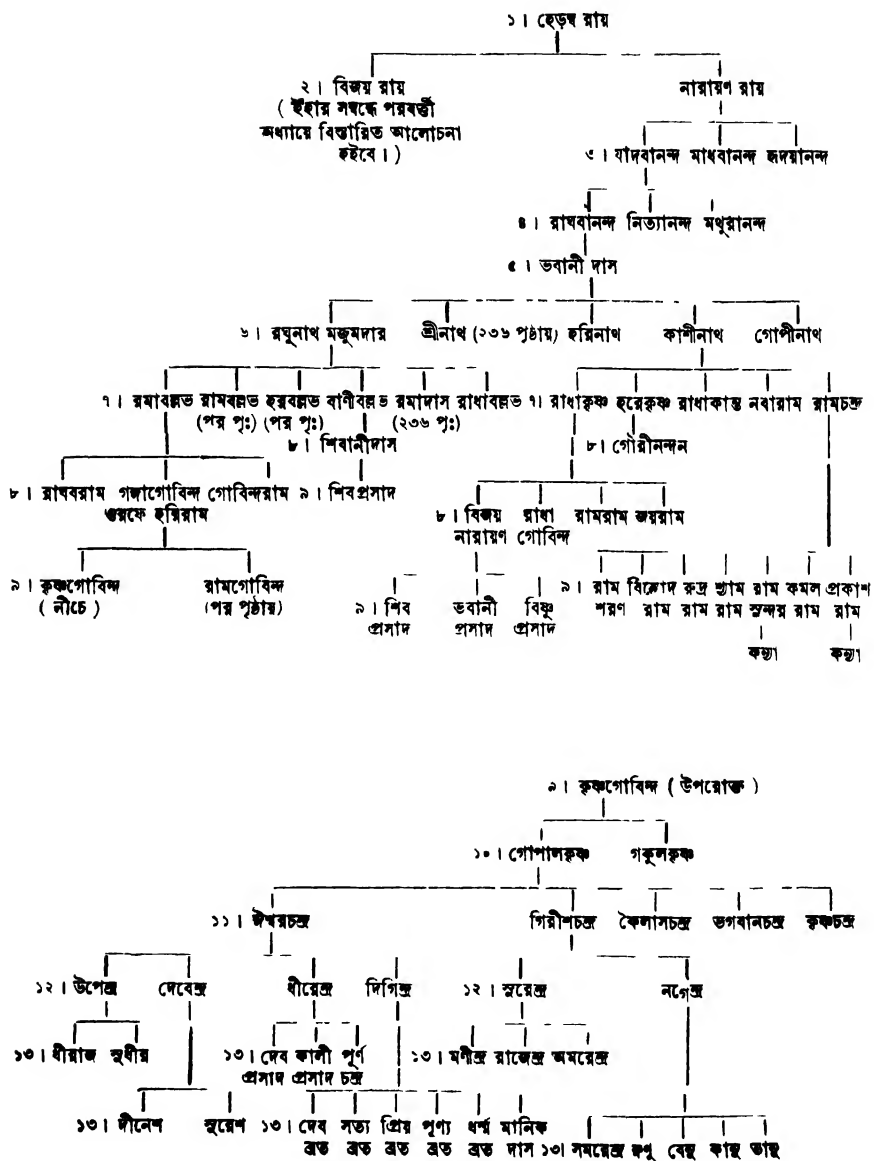 ১। হেড়ম্ব রায়
২। বিজয় রায় নারায়ণ রায়
( ইঁহার সম্বন্ধে পরবর্ত্তী
অধ্যায়ে বিস্তারিত আলোচনা
হইবে। )
৩। যাদবানন্দ মাধবানন্দ হৃদয়ানন্দ
৪। রাঘবানন্দ নিত্যানন্দ মথুরানন্দ
৫। ভবানী দাস
৬। রঘুনাথ মজুমদার শ্রীনাথ (২৩৬ পৃষ্ঠায়) হরিনাথ কাশীনাথ গোপীনাথ
৭। রমাবল্লভ রামবল্লভ হরবল্লভ বাণীবল্লভ রমাদাস রাধাবল্লভ ৭। রাধাকৃষ্ণ হরেকৃষ্ণ রাধাকান্ত নবারাম রামচন্দ্র
(পর পৃঃ) (পর পৃঃ) (২৩৬ পৃঃ)
৮। শিবানীদাস ৮। গৌরীনন্দন
৮। রাঘবরাম গঙ্গাগোবিন্দ গোবিন্দরাম ৯। শিবপ্রসাদ
ওরফে হরিরাম
৮। বিজয় রাধা রামরাম জয়রাম
নারায়ণ গোবিন্দ
৯। কৃষ্ণগোবিন্দ রামগোবিন্দ
( নীচে ) (পর পৃষ্ঠায়)
৯। শিব ভবানী বিষ্ণু
প্রসাদ প্রসাদ প্রসাদ
৯। রাম বিনোদ রুদ্র শ্যাম রাম কমল প্রকাশ
শরণ রাম রাম রাম সুন্দর রাম রাম
কন্যা কন্যা
৯। কৃষ্ণগোবিন্দ ( উপরোক্ত )
১০। গোপালকৃষ্ণ গকুলকৃষ্ণ
১১। ঈশ্বরচন্দ্র গিরীশচন্দ্র কৈলাসচন্দ্র ভগবানচন্দ্র কৃষ্ণচন্দ্র
১২। উপেন্দ্র দেবেন্দ্র ধীরেন্দ্র দিগিন্দ্র ১২। সুরেন্দ্র নগেন্দ্র
১৩। ধীরাজ সুধীর ১৩। দেব কালী পূর্ণ ১৩। মণীন্দ্র রাজেন্দ্র অমরেন্দ্র
প্রসাদ প্রসাদ চন্দ্র
১৩। দীনেশ সুরেশ ১৩। দেব সত্য প্রিয় পূণ্য ধর্ম্ম মানিক
ব্রত ব্রত ব্রত ব্রত ব্রত দাস ১৩। সমরেন্দ্র রুণু বেণু কানু ভানু